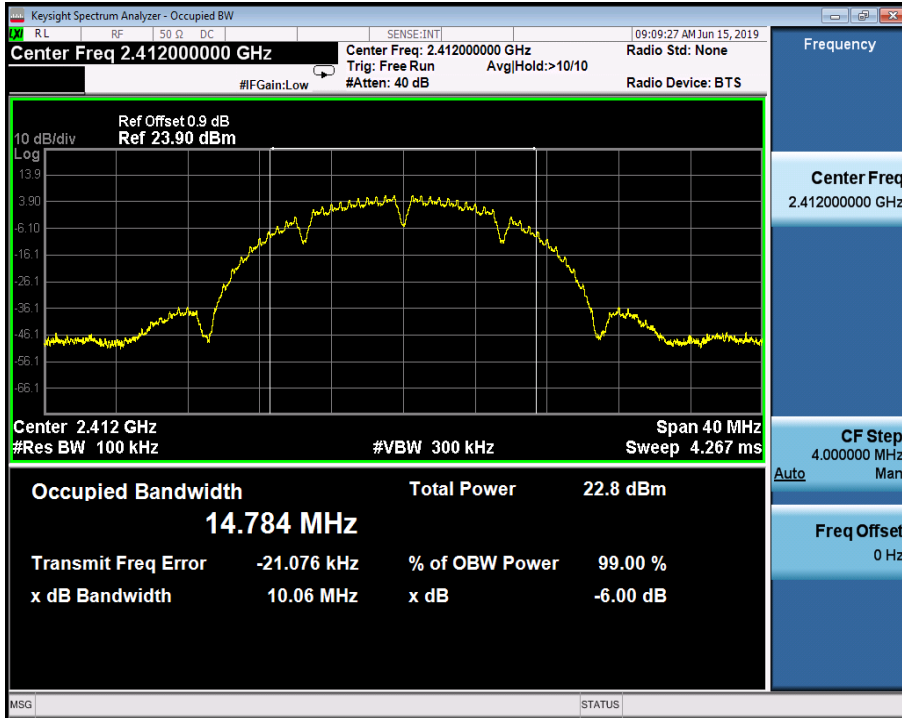 Keysight Spectrum Analyzer - Occupied BW
LXI RL RF 50 Ω DC SENSE:INT 09:09:27 AM Jun 15, 2019
Center Freq 2.412000000 GHz
#IFGain:Low
Center Freq: 2.412000000 GHz
Trig: Free Run Avg|Hold:>10/10
#Atten: 40 dB
Radio Std: None
Radio Device: BTS
Ref Offset 0.9 dB
10 dB/div Ref 23.90 dBm
Log
13.9
3.90
-6.10
-16.1
-26.1
-36.1
-46.1
-56.1
-66.1
Center 2.412 GHz Span 40 MHz
#Res BW 100 kHz #VBW 300 kHz Sweep 4.267 ms
Occupied Bandwidth Total Power 22.8 dBm
14.784 MHz
Transmit Freq Error -21.076 kHz % of OBW Power 99.00 %
x dB Bandwidth 10.06 MHz x dB -6.00 dB
MSG STATUS
Frequency
Center Freq
2.412000000 GHz
CF Step
4.000000 MHz
Auto Man
Freq Offset
0 Hz